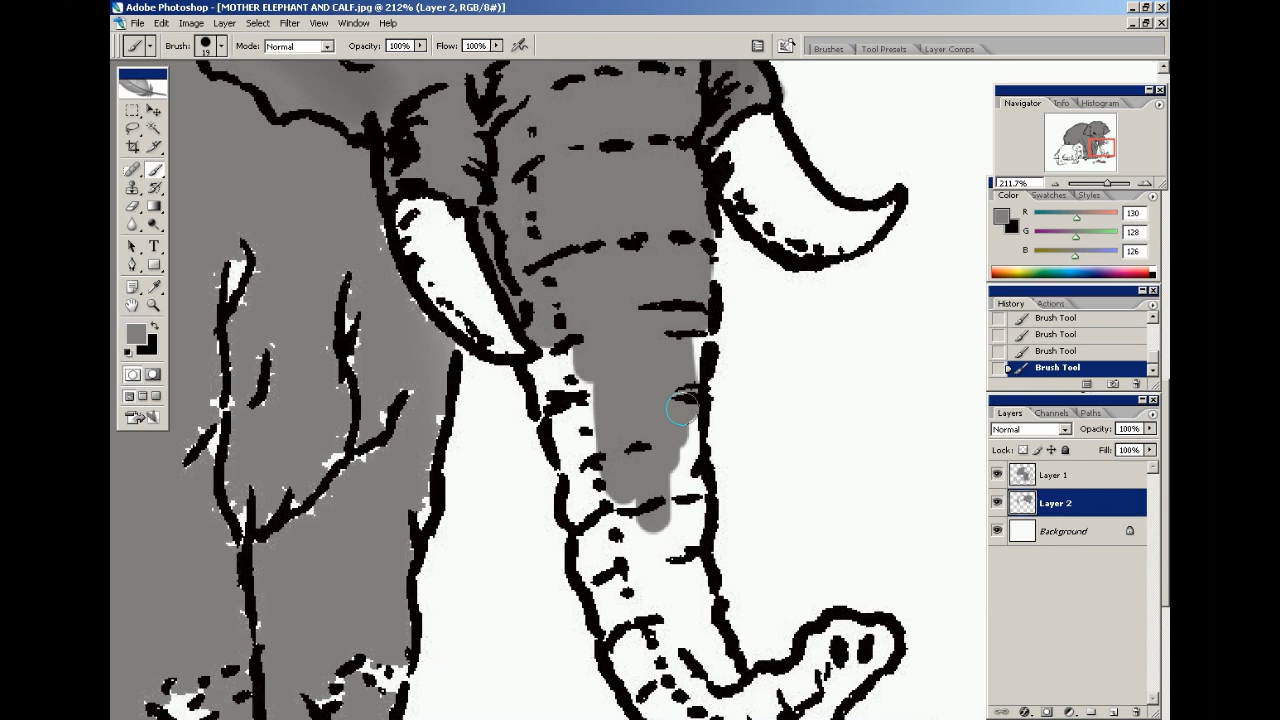 Adobe Photoshop - [MOTHER ELEPHANT AND CALF.jpg @ 212% (Layer 2, RGB/8#)]
File Edit Image Layer Select Filter View Window Help
Brush: 19 Mode: Normal Opacity: 100% Flow: 100% Brushes Tool Presets Layer Comps
Navigator Info Histogram
211.7%
Color Swatches Styles
R 130
G 128
B 126
History Actions
Brush Tool
Brush Tool
Brush Tool
Brush Tool
Layers Channels Paths
Normal Opacity: 100%
Lock: Fill: 100%
Layer 1
Layer 2
Background